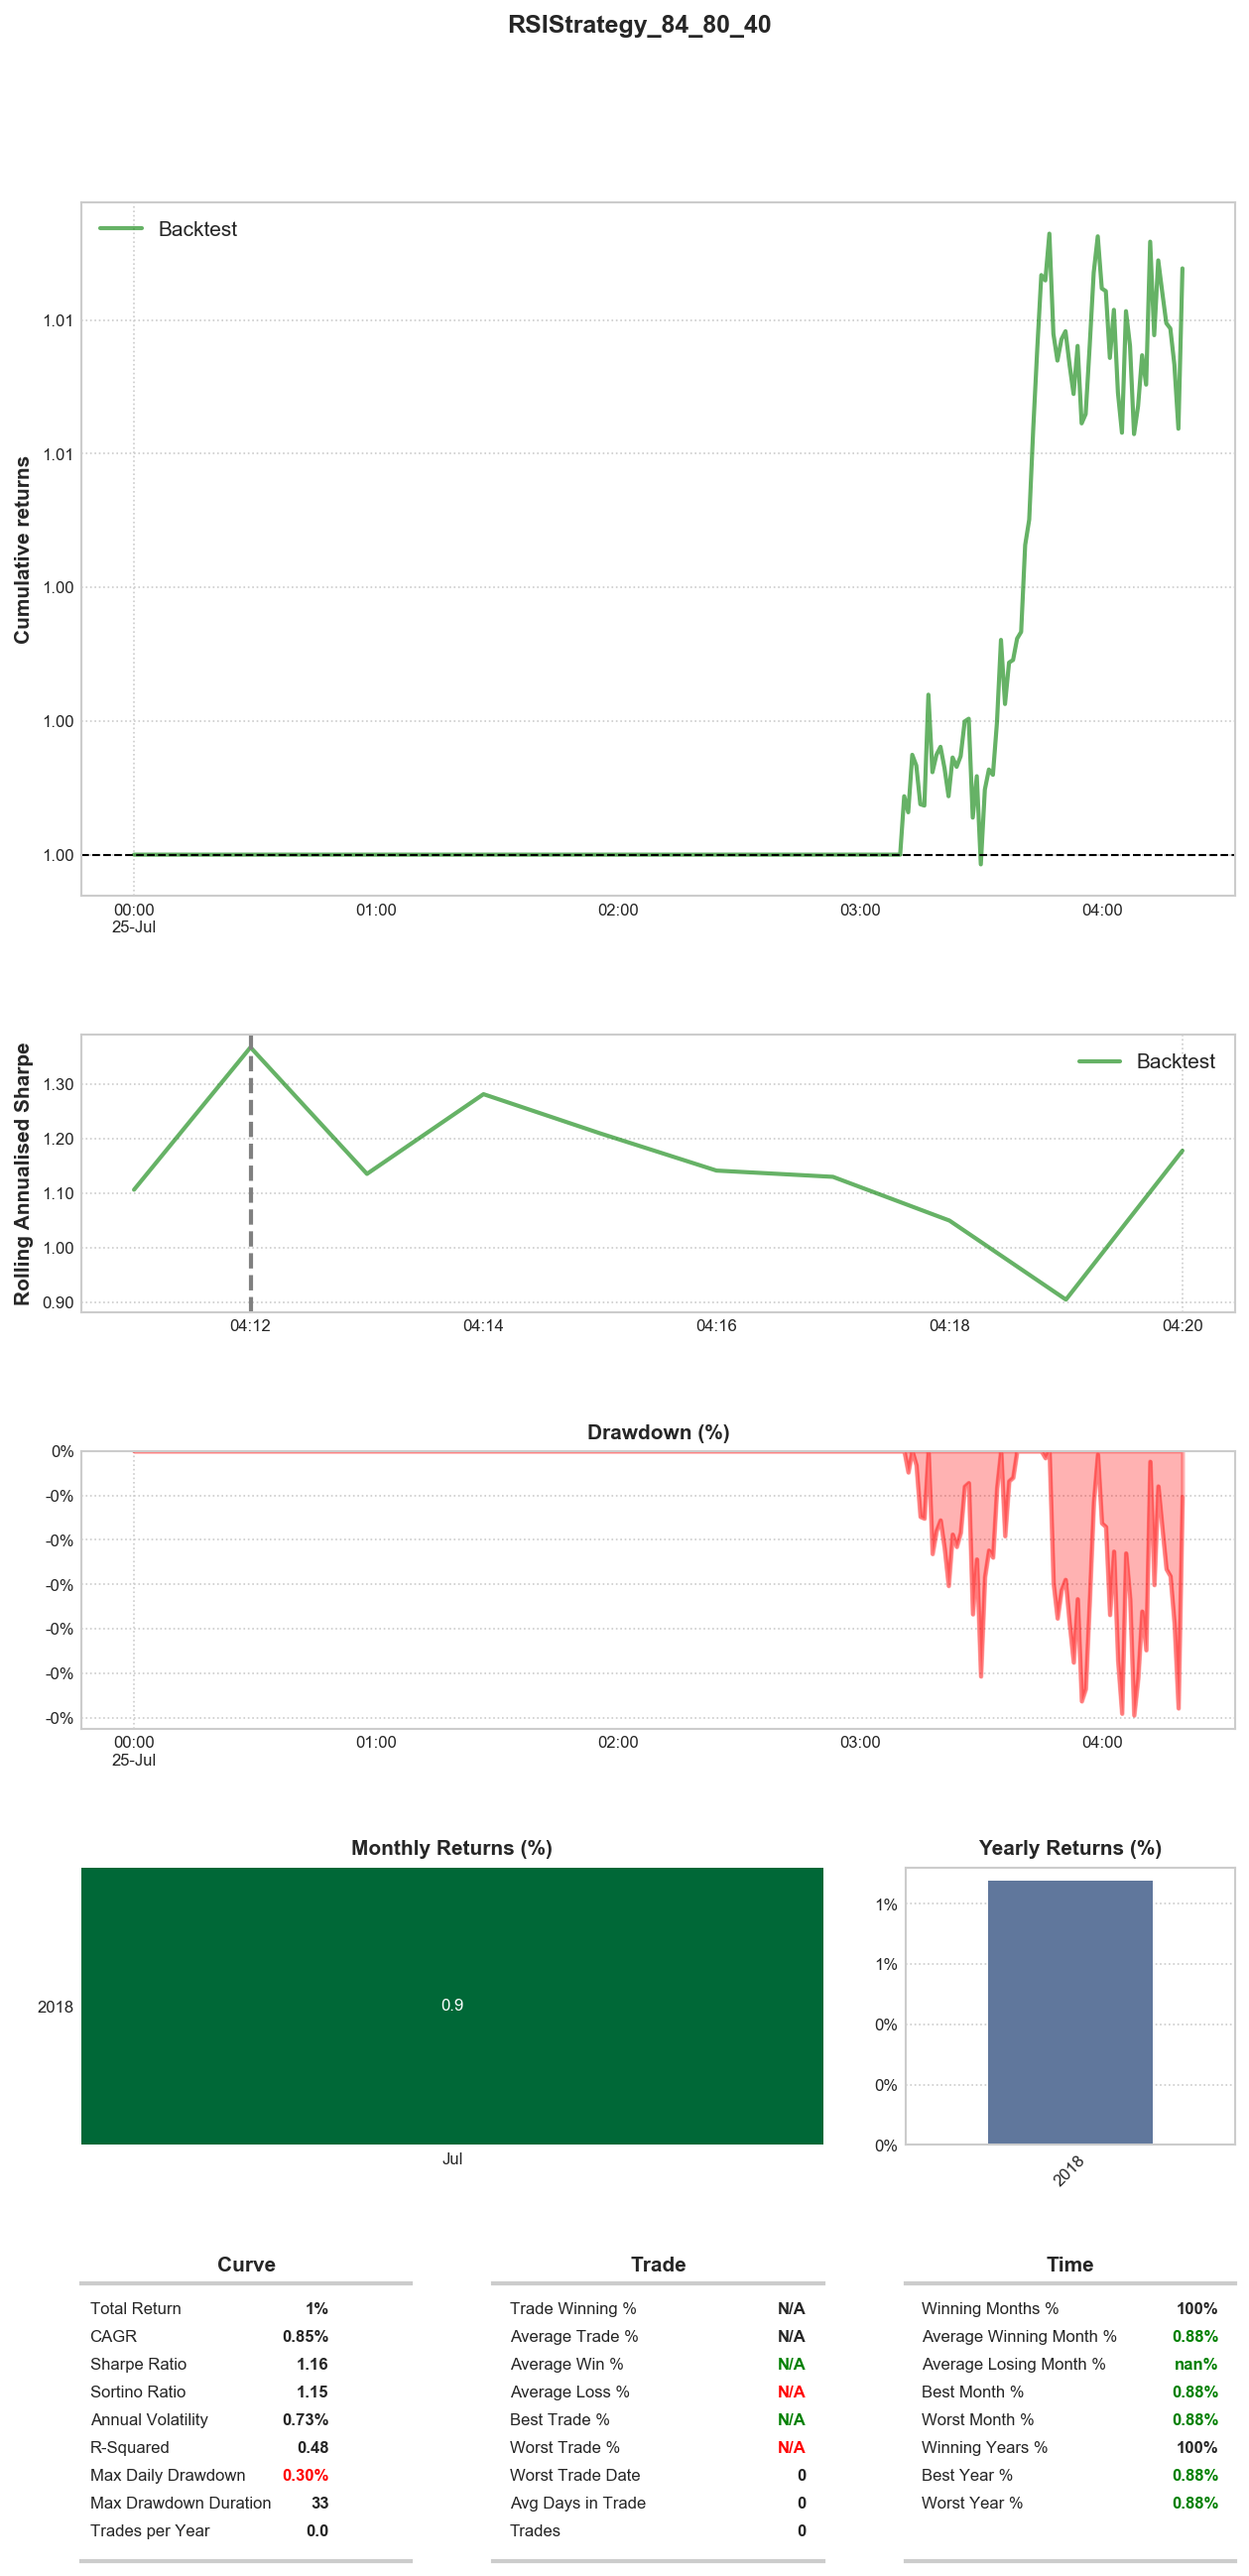 RSIStrategy_84_80_40
Backtest
Cumulative returns
1.01
1.01
1.00
1.00
1.00
00:00 01:00 02:00 03:00 04:00
25-Jul
Rolling Annualised Sharpe
Backtest
1.30
1.20
1.10
1.00
0.90
04:12 04:14 04:16 04:18 04:20
Drawdown (%)
0%
-0%
-0%
-0%
-0%
-0%
-0%
00:00 01:00 02:00 03:00 04:00
25-Jul
Monthly Returns (%)
2018
0.9
Jul
Yearly Returns (%)
1%
1%
0%
0%
0%
2018
Curve
Total Return 1%
CAGR 0.85%
Sharpe Ratio 1.16
Sortino Ratio 1.15
Annual Volatility 0.73%
R-Squared 0.48
Max Daily Drawdown 0.30%
Max Drawdown Duration 33
Trades per Year 0.0
Trade
Trade Winning % N/A
Average Trade % N/A
Average Win % N/A
Average Loss % N/A
Best Trade % N/A
Worst Trade % N/A
Worst Trade Date 0
Avg Days in Trade 0
Trades 0
Time
Winning Months % 100%
Average Winning Month % 0.88%
Average Losing Month % nan%
Best Month % 0.88%
Worst Month % 0.88%
Winning Years % 100%
Best Year % 0.88%
Worst Year % 0.88%